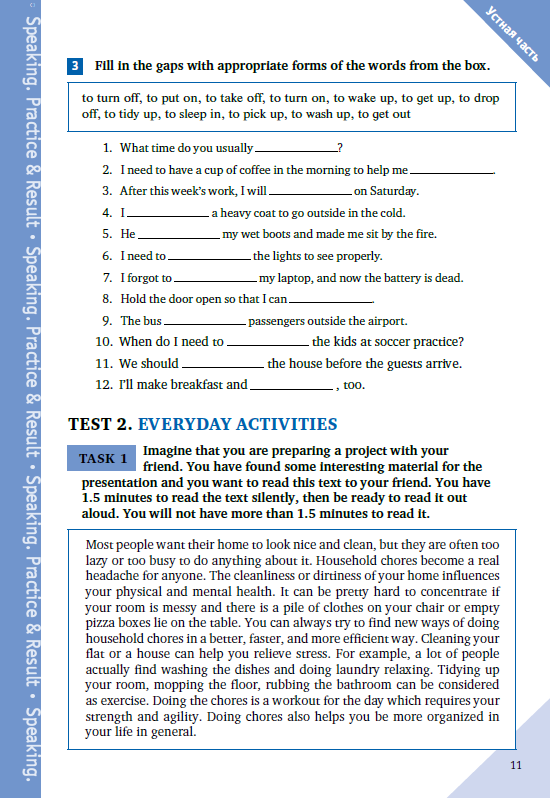 Speaking. Practice & Result • Speaking. Practice & Result • Speaking. Practice & Result • Speaking.
Устная часть
3 Fill in the gaps with appropriate forms of the words from the box.
to turn off, to put on, to take off, to turn on, to wake up, to get up, to drop
off, to tidy up, to sleep in, to pick up, to wash up, to get out
1. What time do you usually ______________?
2. I need to have a cup of coffee in the morning to help me ______________.
3. After this week's work, I will ______________ on Saturday.
4. I ______________ a heavy coat to go outside in the cold.
5. He ______________ my wet boots and made me sit by the fire.
6. I need to ______________ the lights to see properly.
7. I forgot to ______________ my laptop, and now the battery is dead.
8. Hold the door open so that I can ______________.
9. The bus ______________ passengers outside the airport.
10. When do I need to ______________ the kids at soccer practice?
11. We should ______________ the house before the guests arrive.
12. I'll make breakfast and ______________ , too.
TEST 2. EVERYDAY ACTIVITIES
TASK 1 Imagine that you are preparing a project with your
friend. You have found some interesting material for the
presentation and you want to read this text to your friend. You have
1.5 minutes to read the text silently, then be ready to read it out
aloud. You will not have more than 1.5 minutes to read it.
Most people want their home to look nice and clean, but they are often too
lazy or too busy to do anything about it. Household chores become a real
headache for anyone. The cleanliness or dirtiness of your home influences
your physical and mental health. It can be pretty hard to concentrate if
your room is messy and there is a pile of clothes on your chair or empty
pizza boxes lie on the table. You can always try to find new ways of doing
household chores in a better, faster, and more efficient way. Cleaning your
flat or a house can help you relieve stress. For example, a lot of people
actually find washing the dishes and doing laundry relaxing. Tidying up
your room, mopping the floor, rubbing the bathroom can be considered
as exercise. Doing the chores is a workout for the day which requires your
strength and agility. Doing chores also helps you be more organized in
your life in general.
11